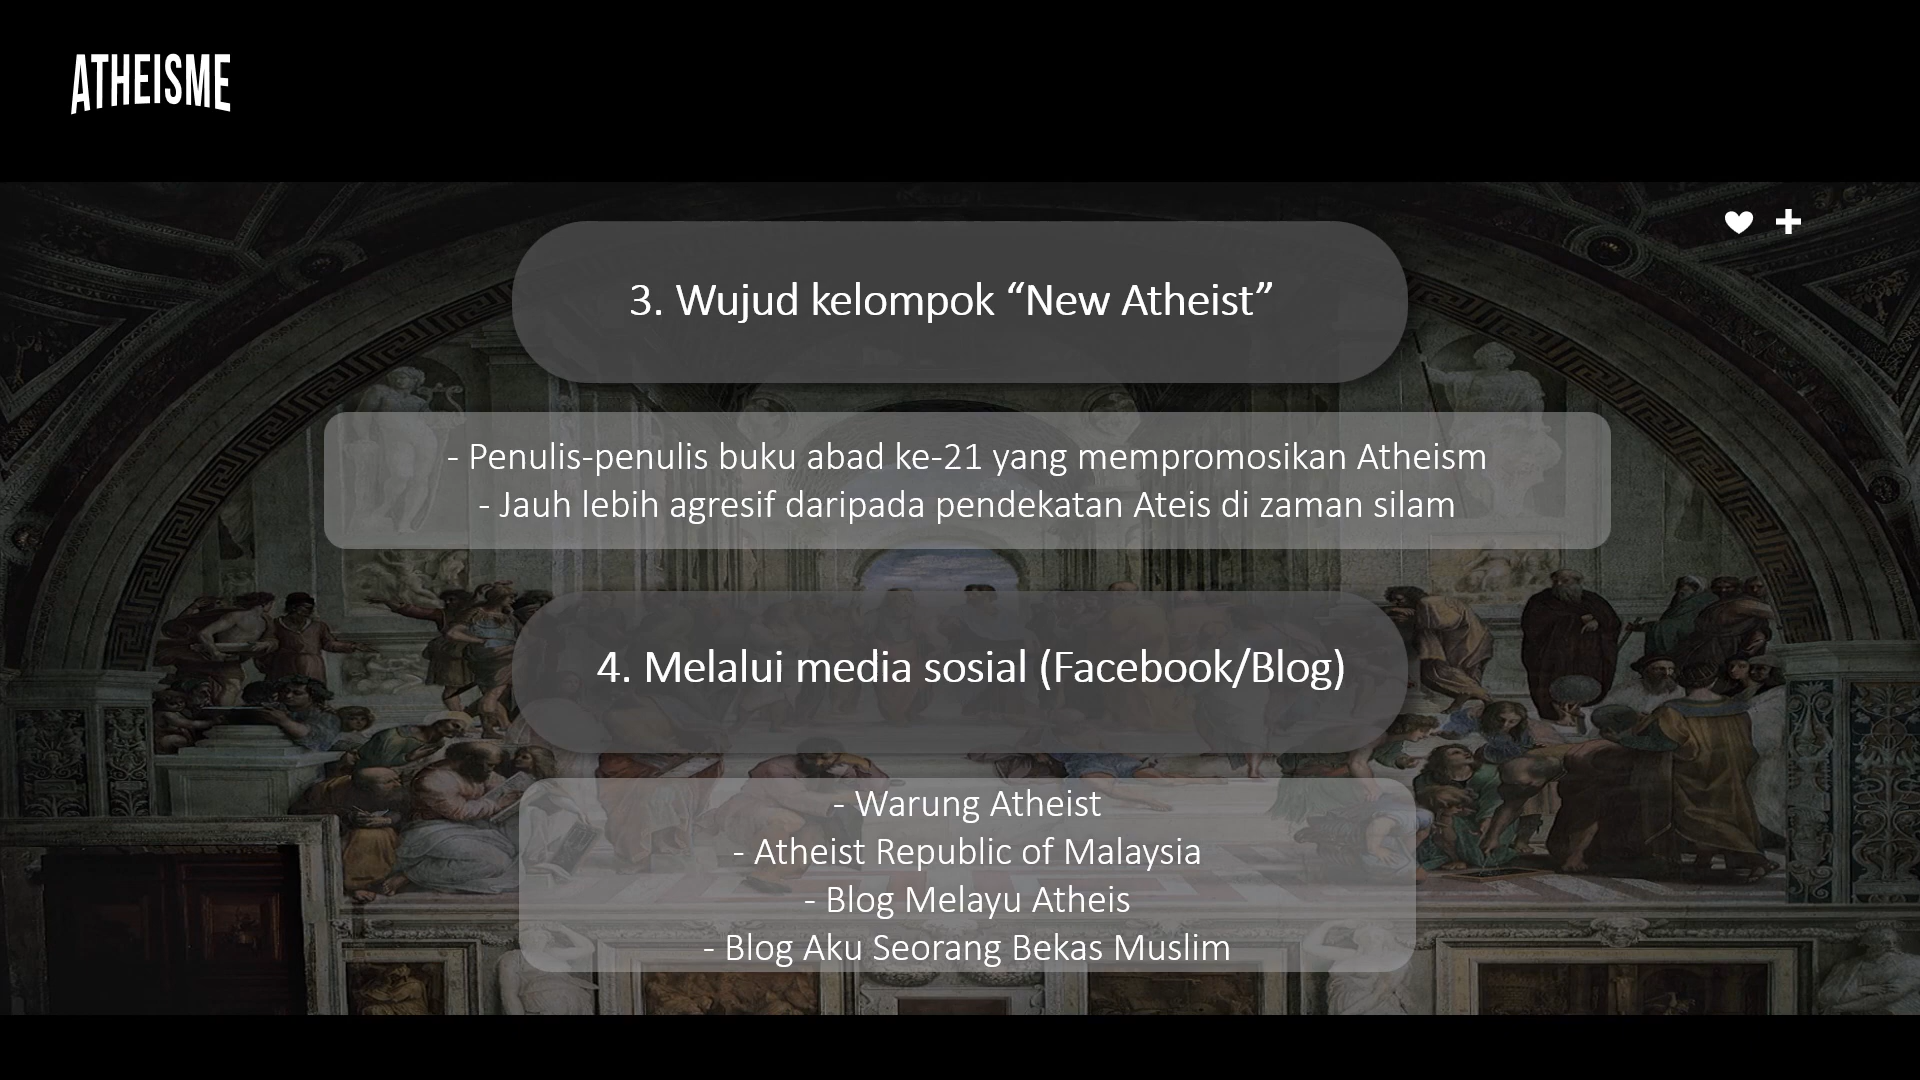 ATHEISME
3. Wujud kelompok “New Atheist”
- Penulis-penulis buku abad ke-21 yang mempromosikan Atheism
- Jauh lebih agresif daripada pendekatan Ateis di zaman silam
4. Melalui media sosial (Facebook/Blog)
- Warung Atheist
- Atheist Republic of Malaysia
- Blog Melayu Atheis
- Blog Aku Seorang Bekas Muslim